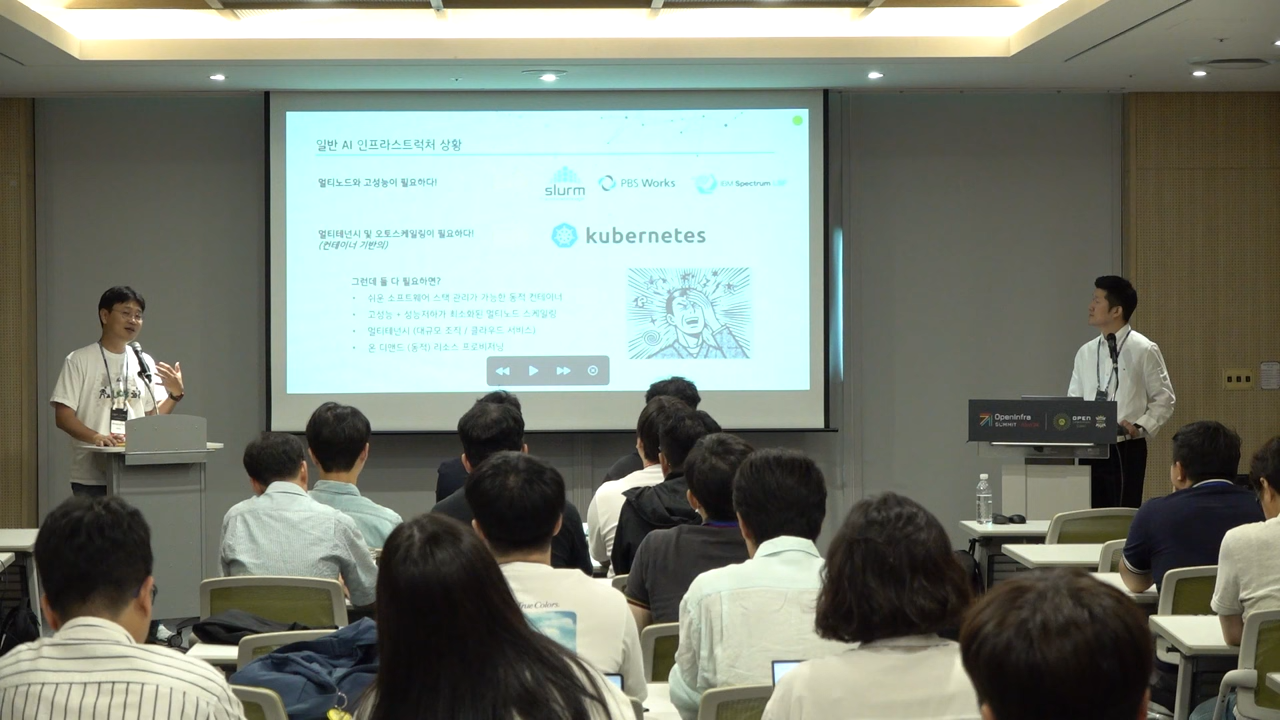 일반 AI 인프라스트럭처 상황
멀티노드와 고성능이 필요하다!
slurm
PBS Works
IBM Spectrum LSF
멀티테넌시 및 오토스케일링이 필요하다!
(컨테이너 기반의)
kubernetes
그런데 둘 다 필요하면?
• 쉬운 소프트웨어 스택 관리가 가능한 동적 컨테이너
• 고성능 + 성능저하가 최소화된 멀티노드 스케일링
• 멀티테넌시 (대규모 조직 / 클라우드 서비스)
• 온 디맨드 (동적) 리소스 프로비저닝
OpenInfra
SUMMIT
OPEN
True Colors.